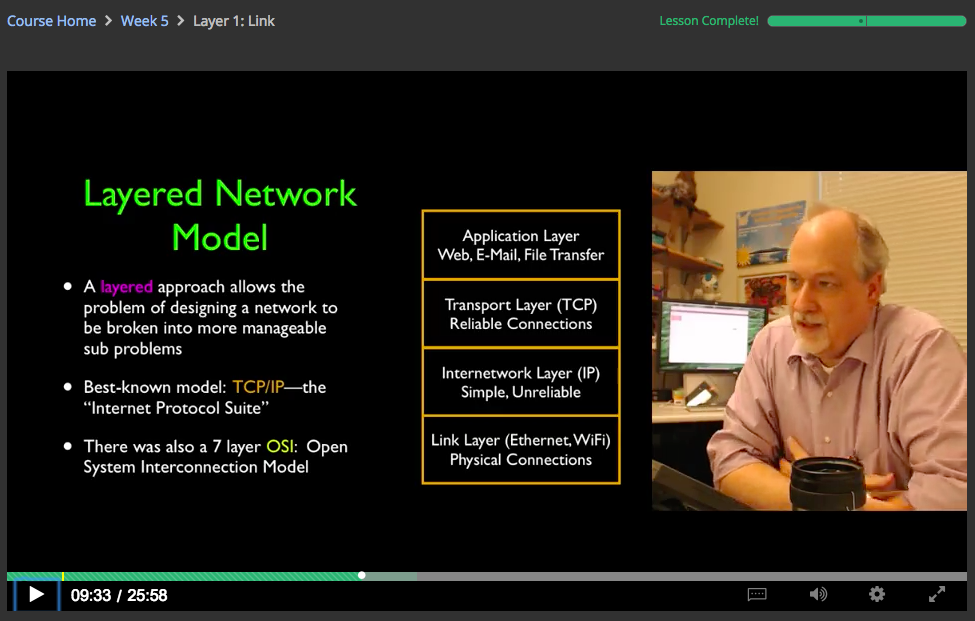 Course Home > Week 5 > Layer 1: Link
Lesson Complete!
Layered Network
Model
• A layered approach allows the
problem of designing a network to
be broken into more manageable
sub problems
• Best-known model: TCP/IP—the
“Internet Protocol Suite”
• There was also a 7 layer OSI: Open
System Interconnection Model
Application Layer
Web, E-Mail, File Transfer
Transport Layer (TCP)
Reliable Connections
Internetwork Layer (IP)
Simple, Unreliable
Link Layer (Ethernet, WiFi)
Physical Connections
09:33 / 25:58